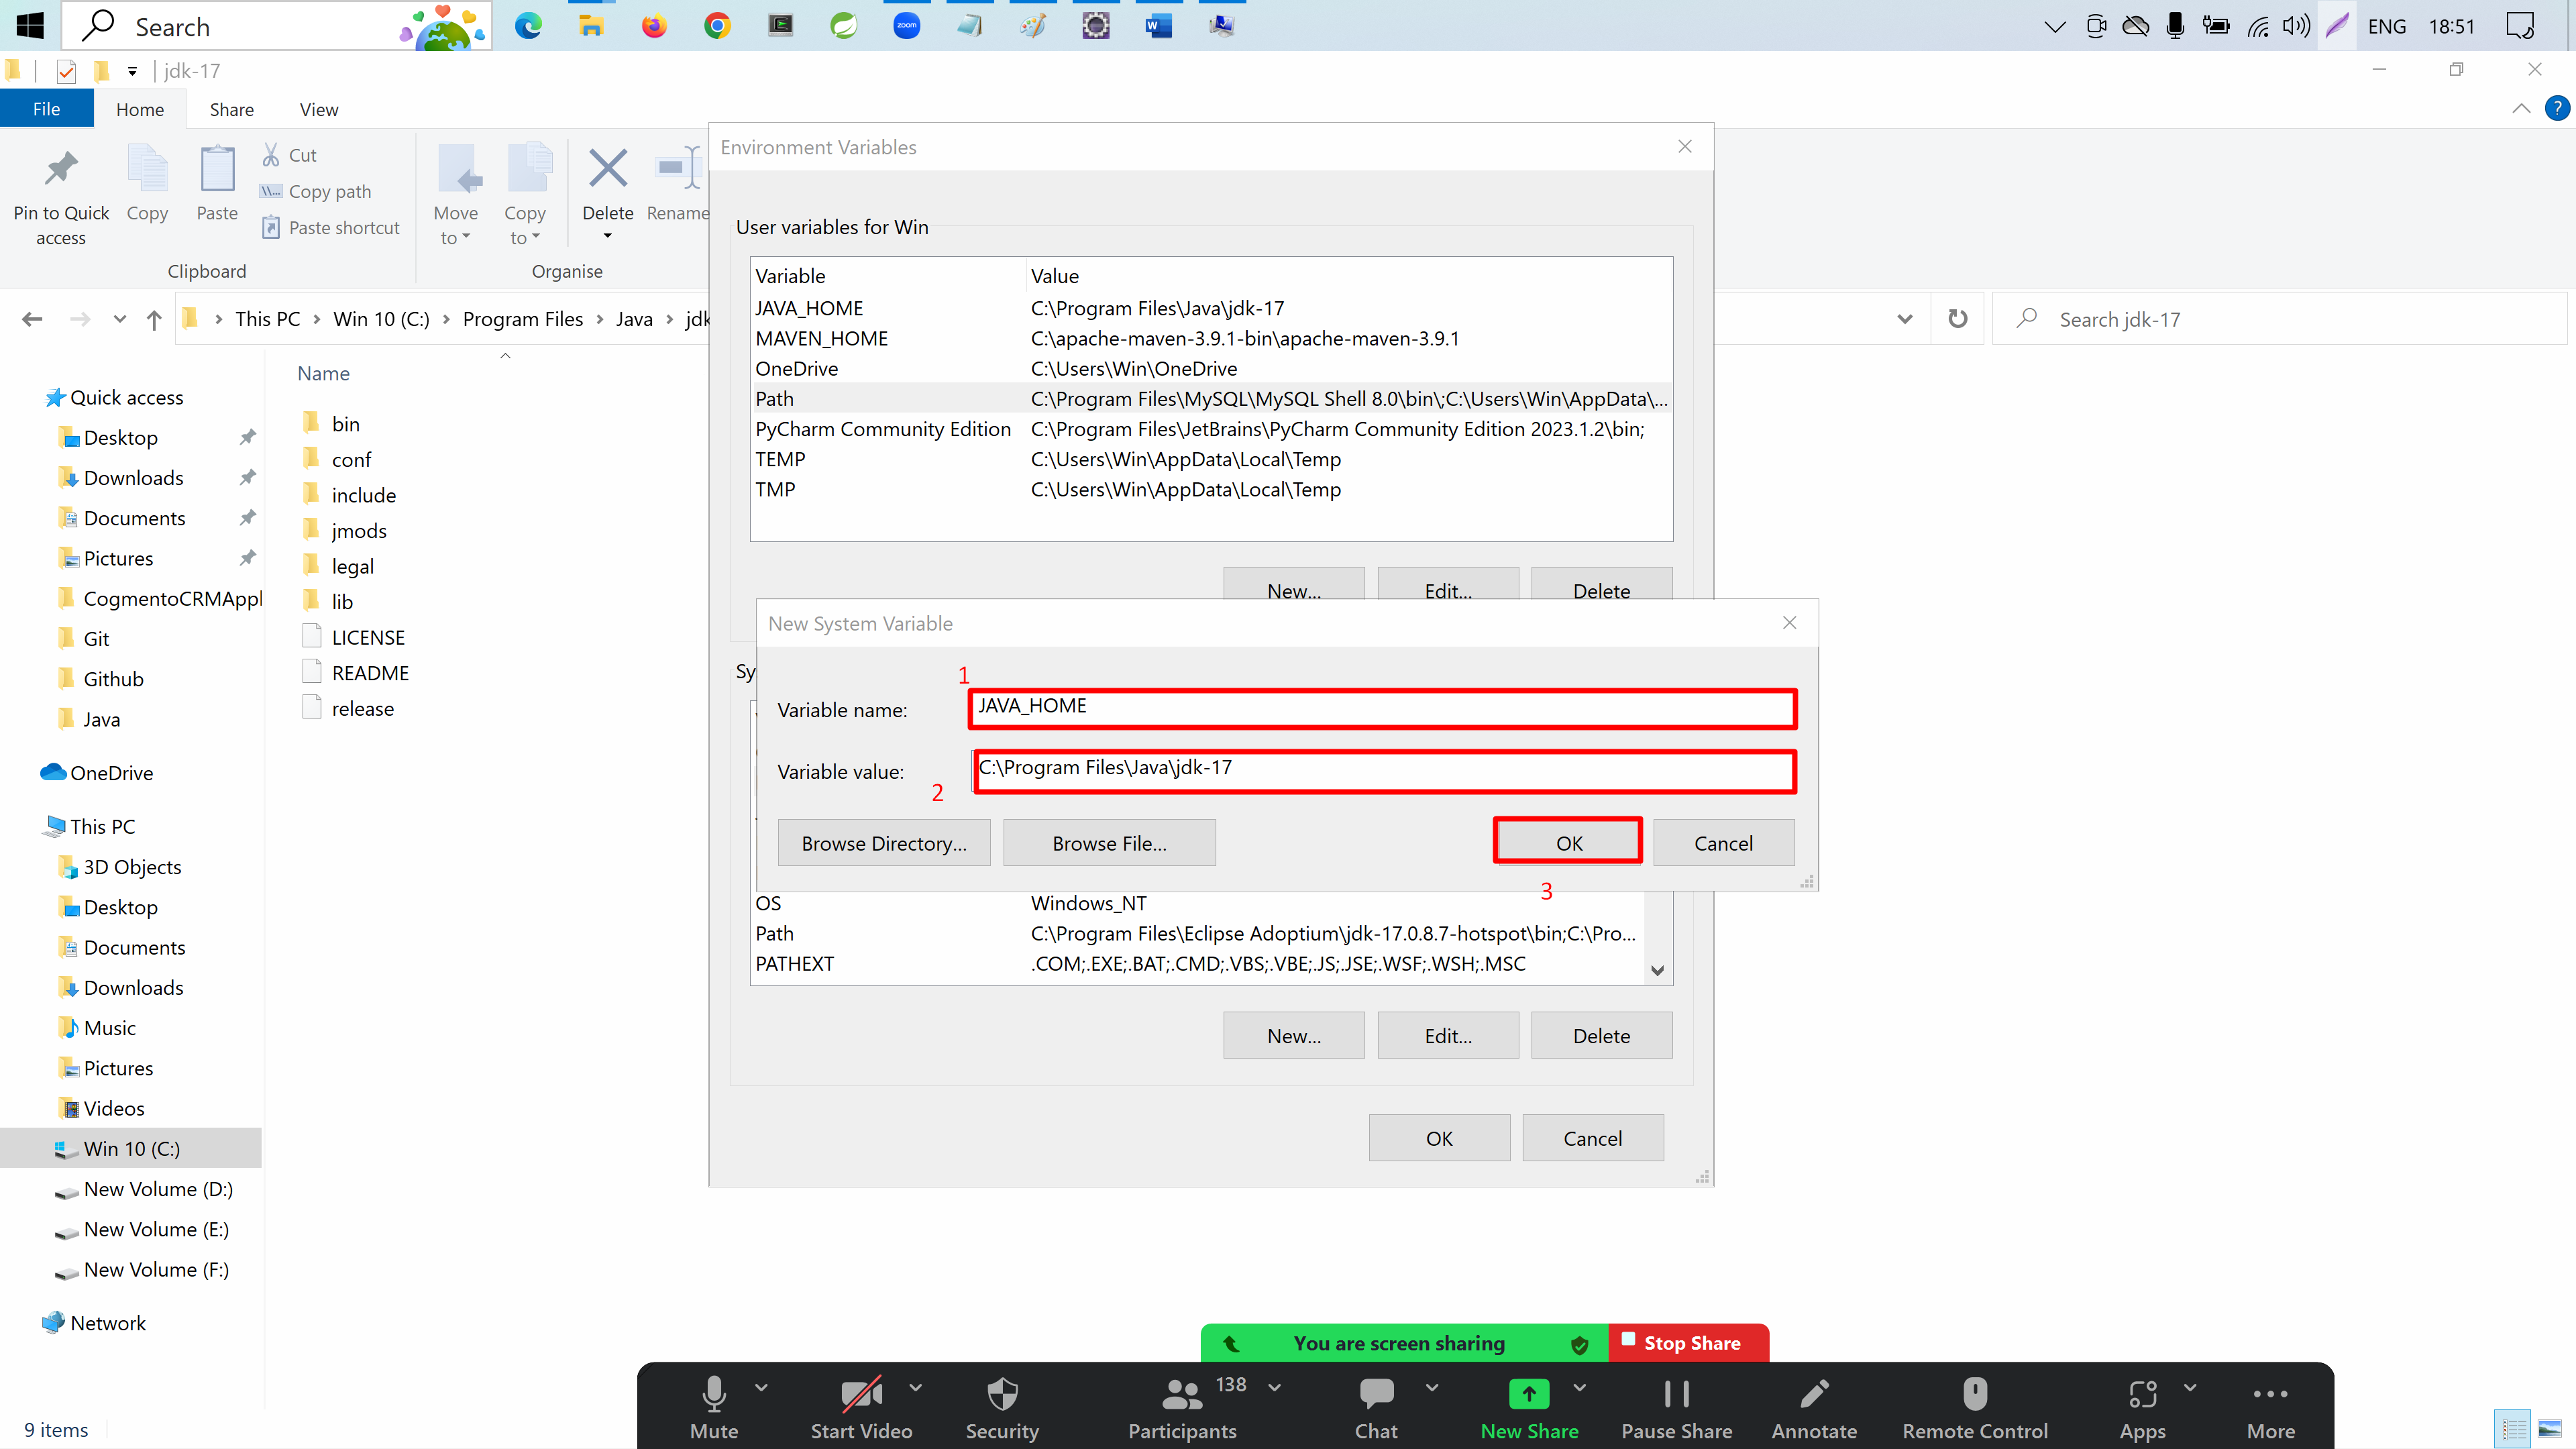 Search
zoom
ENG
18:51
jdk-17
File
Home
Share
View
?
Pin to Quick access
Copy
Paste
Cut
Copy path
Paste shortcut
Clipboard
Move to
Copy to
Delete
Rename
Organise
This PC
Win 10 (C:)
Program Files
Java
jdk
Search jdk-17
Quick access
Desktop
Downloads
Documents
Pictures
CogmentoCRMAppl
Git
Github
Java
OneDrive
This PC
3D Objects
Desktop
Documents
Downloads
Music
Pictures
Videos
Win 10 (C:)
New Volume (D:)
New Volume (E:)
New Volume (F:)
Network
9 items
Name
bin
conf
include
jmods
legal
lib
LICENSE
README
release
Environment Variables
User variables for Win
Variable Value
JAVA_HOME C:\Program Files\Java\jdk-17
MAVEN_HOME C:\apache-maven-3.9.1-bin\apache-maven-3.9.1
OneDrive C:\Users\Win\OneDrive
Path C:\Program Files\MySQL\MySQL Shell 8.0\bin\;C:\Users\Win\AppData\...
PyCharm Community Edition C:\Program Files\JetBrains\PyCharm Community Edition 2023.1.2\bin;
TEMP C:\Users\Win\AppData\Local\Temp
TMP C:\Users\Win\AppData\Local\Temp
New... Edit... Delete
Sy
New System Variable
1
Variable name: JAVA_HOME
Variable value: C:\Program Files\Java\jdk-17
2
Browse Directory... Browse File... OK Cancel
3
OS Windows_NT
Path C:\Program Files\Eclipse Adoptium\jdk-17.0.8.7-hotspot\bin;C:\Pro...
PATHEXT .COM;.EXE;.BAT;.CMD;.VBS;.VBE;.JS;.JSE;.WSF;.WSH;.MSC
New... Edit... Delete
OK Cancel
You are screen sharing
Stop Share
Mute
Start Video
Security
138
Participants
Chat
New Share
Pause Share
Annotate
Remote Control
Apps
More